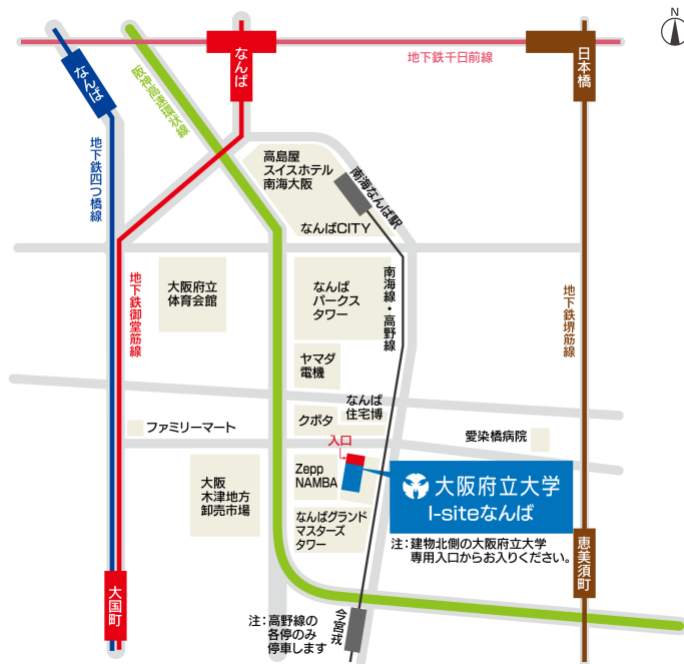 N
なんば
なんば
日本橋
地下鉄千日前線
阪神高速環状線
地下鉄四つ橋線
高島屋
スイスホテル
南海大阪
南海なんば駅
なんばCITY
大阪府立
体育会館
なんば
パークス
タワー
南海線・高野線
地下鉄御堂筋線
地下鉄堺筋線
ヤマダ
電機
なんば
住宅博
クボタ
ファミリーマート
入口
愛染橋病院
Zepp
NAMBA
大阪
木津地方
卸売市場
大阪府立大学
I-siteなんば
なんばグランド
マスターズ
タワー
注：建物北側の大阪府立大学
専用入口からお入りください。
恵美須町
大国町
今宮戎
注：高野線の
各停のみ
停車します